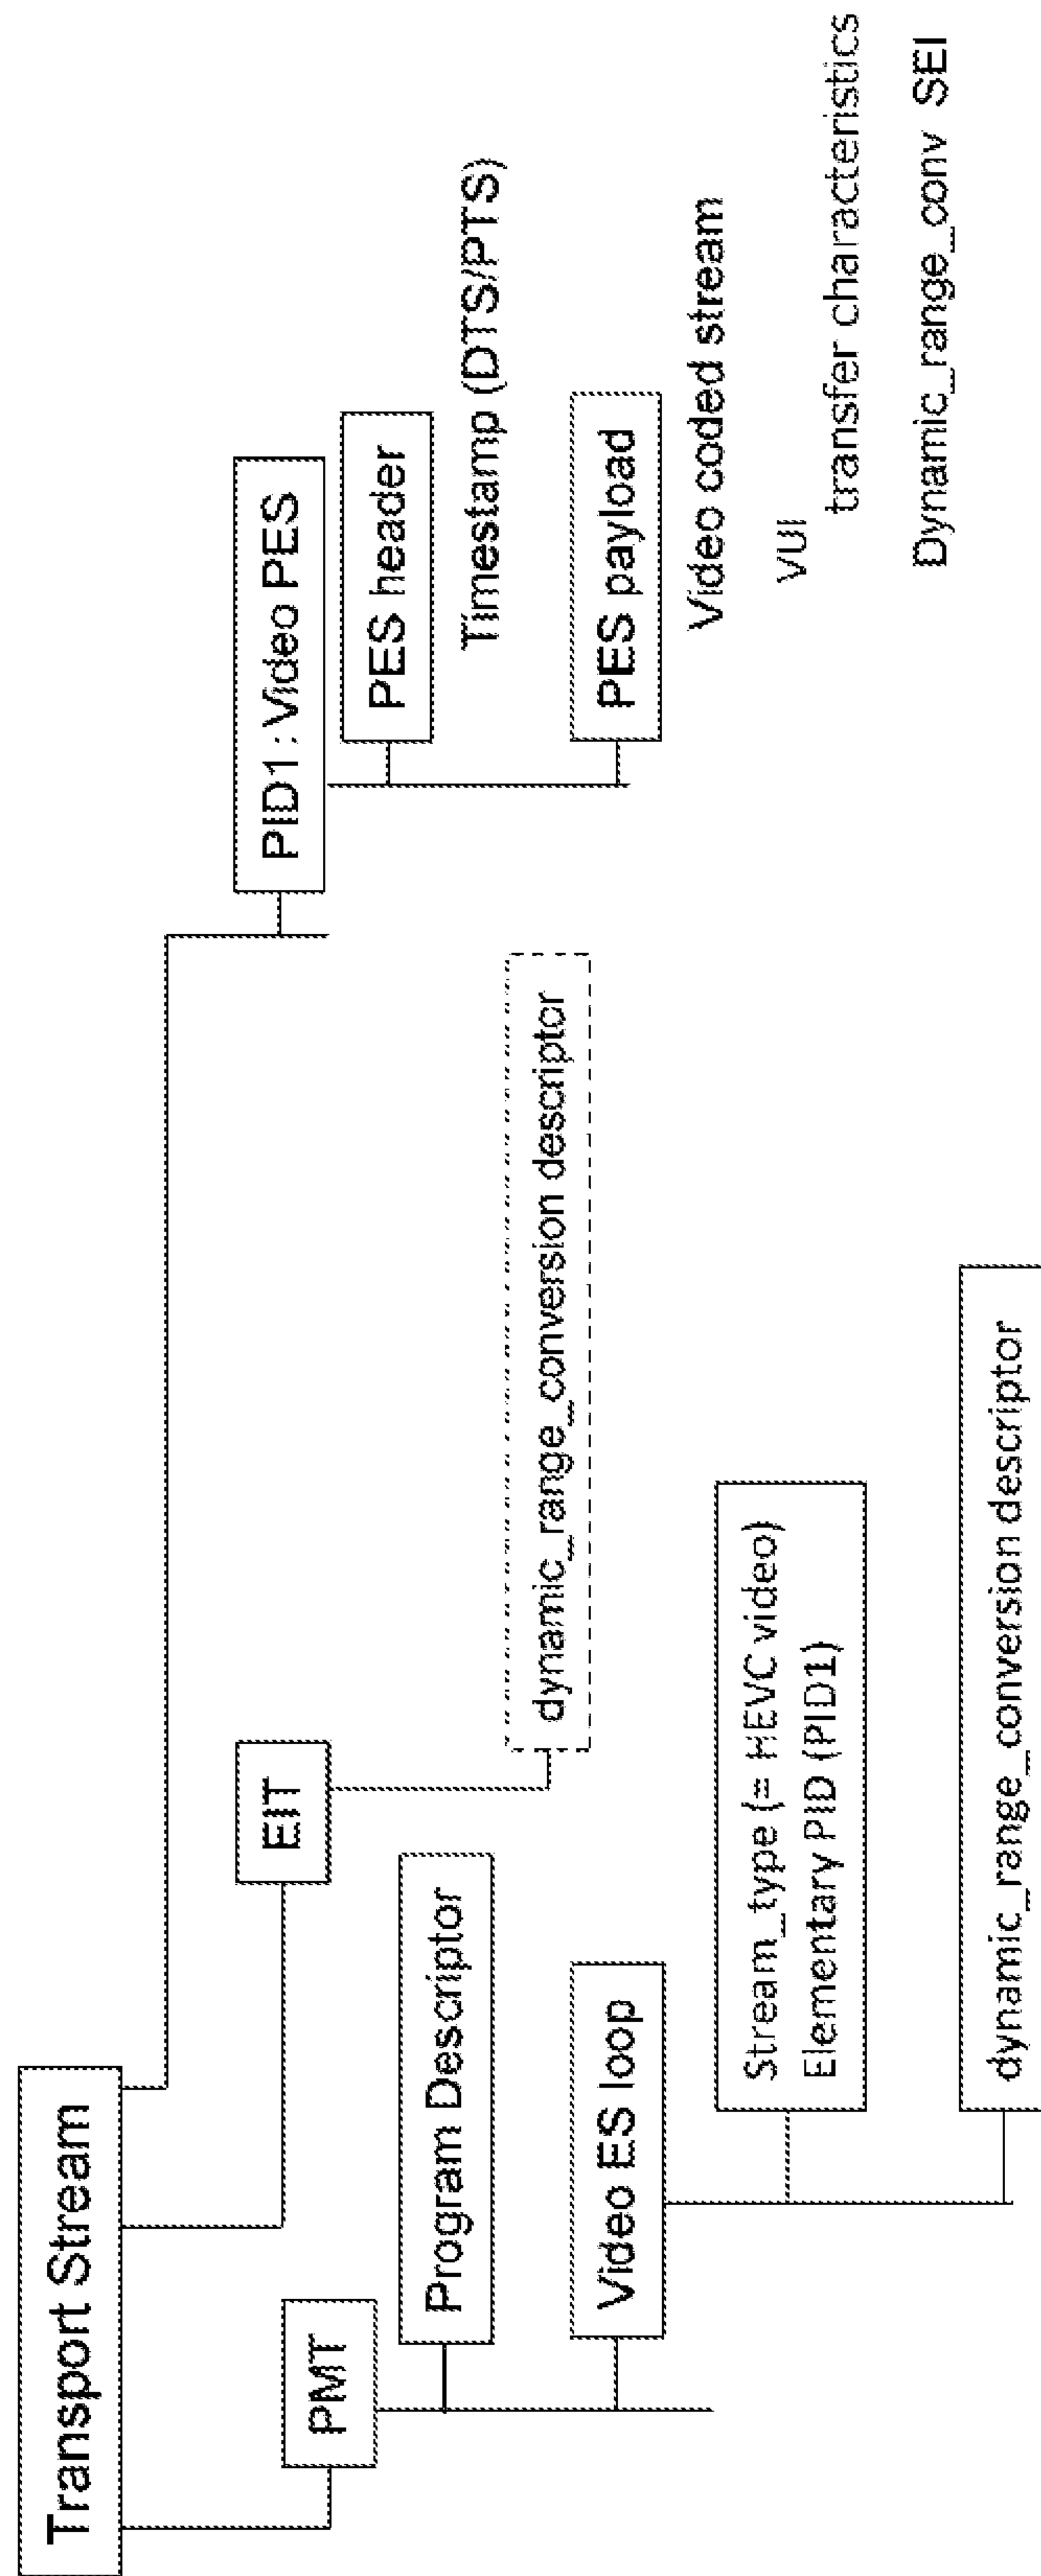 Transport Stream
PMT
Program Descriptor
Video ES loop
Stream_type (= HEVC video)
Elementary PID (PID1)
dynamic_range_conversion descriptor
EIT
dynamic_range_conversion descriptor
PID1 : Video PES
PES header
Timestamp (DTS/PTS)
PES payload
Video coded stream
VUI
transfer characteristics
Dynamic_range_conv SEI